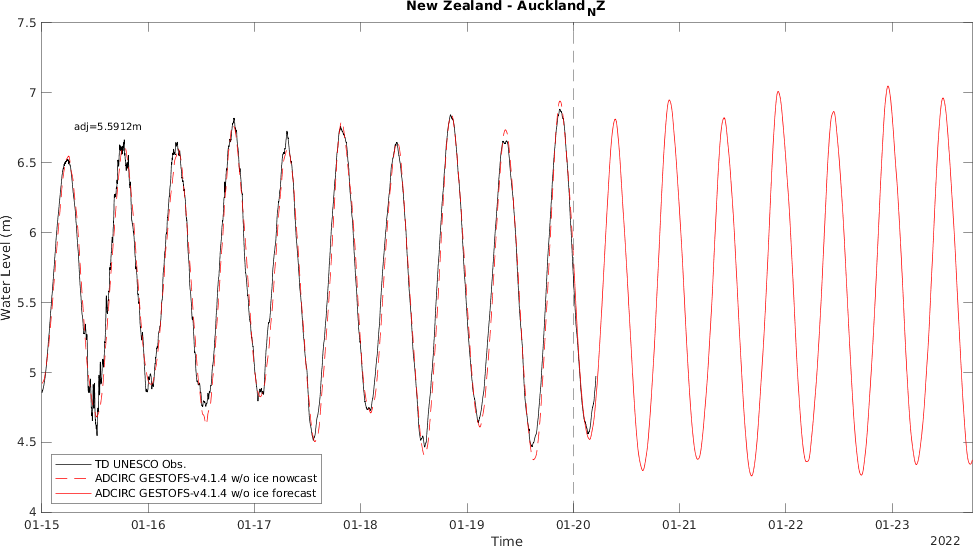 New Zealand - Auckland_NZ
7.5
7
6.5
6
5.5
5
4.5
4
Water Level (m)
adj=5.5912m
TD UNESCO Obs.
ADCIRC GESTOFS-v4.1.4 w/o ice nowcast
ADCIRC GESTOFS-v4.1.4 w/o ice forecast
01-15 01-16 01-17 01-18 01-19 01-20 01-21 01-22 01-23
Time
2022